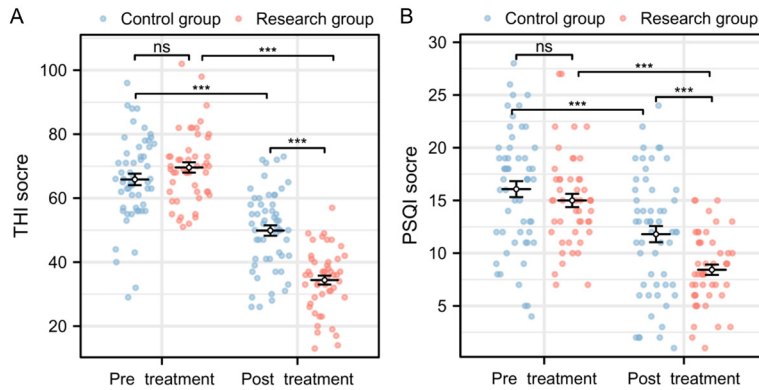 A
Control group Research group
THI socre
100
80
60
40
20
ns
***
***
***
Pre treatment Post treatment
B
Control group Research group
PSQI socre
30
25
20
15
10
5
ns
***
***
***
Pre treatment Post treatment